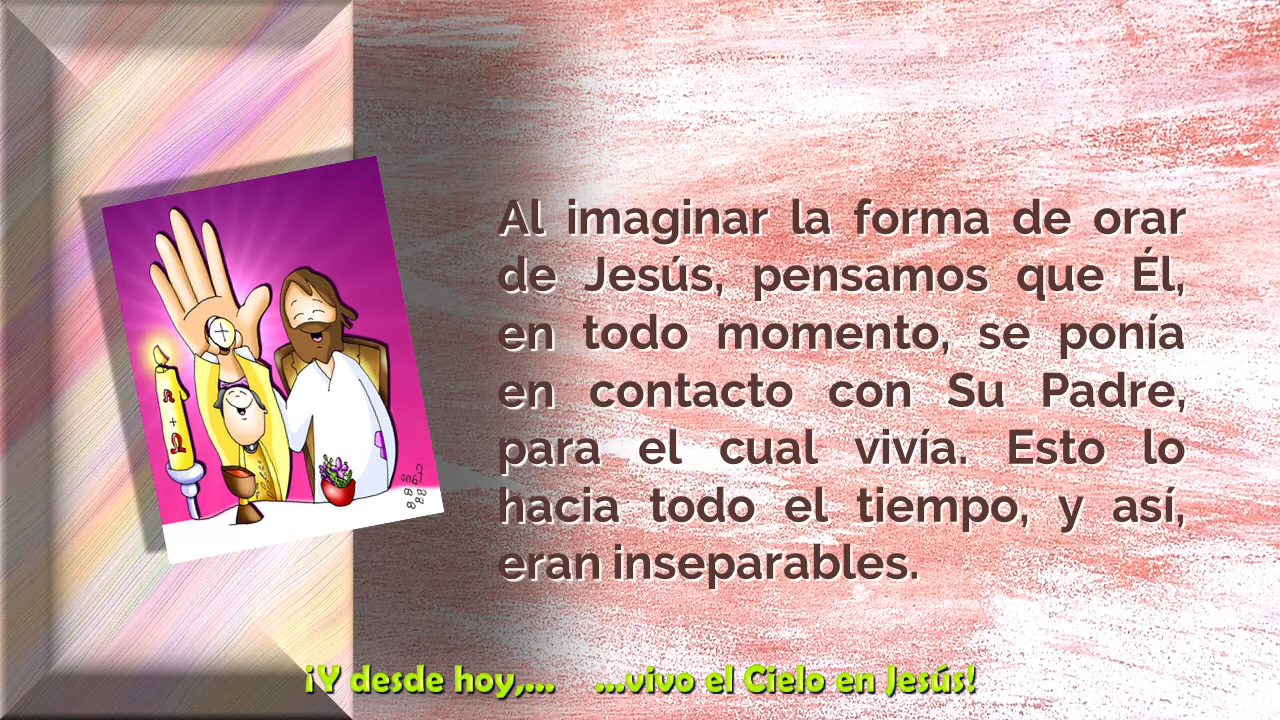 Al imaginar la forma de orar
de Jesús, pensamos que Él,
en todo momento, se ponía
en contacto con Su Padre,
para el cual vivía. Esto lo
hacia todo el tiempo, y así,
eran inseparables.
¡Y desde hoy,... ...vivo el Cielo en Jesús!